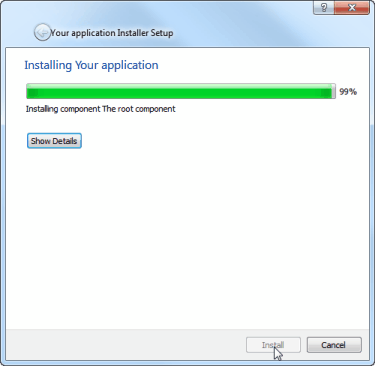 ?
Your application Installer Setup
Installing Your application
99%
Installing component The root component
Show Details
Install
Cancel